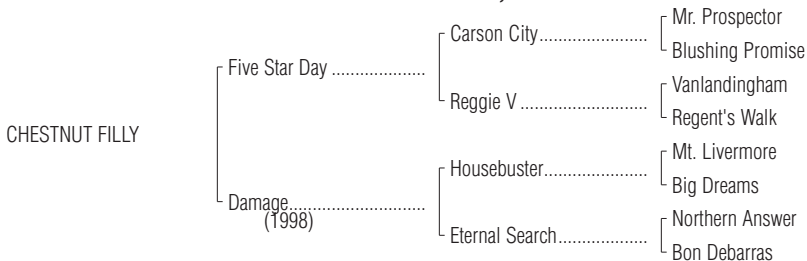 Mr. Prospector
Carson City......................
Blushing Promise
Five Star Day ...................
Vanlandingham
Reggie V ..........................
Regent's Walk
CHESTNUT FILLY
Mt. Livermore
Housebuster.....................
Big Dreams
Damage............................
(1998)
Northern Answer
Eternal Search..................
Bon Debarras